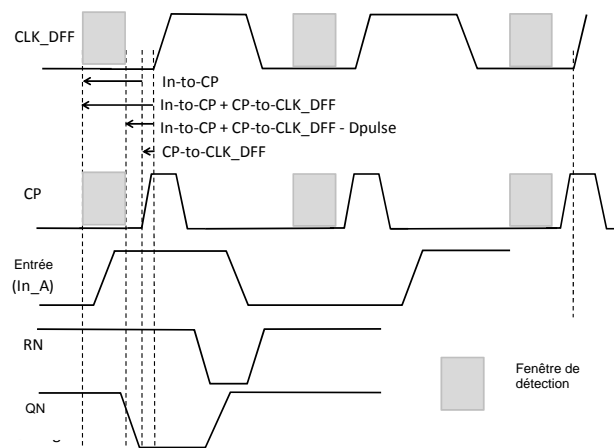 CLK_DFF
In-to-CP
In-to-CP + CP-to-CLK_DFF
In-to-CP + CP-to-CLK_DFF - Dpulse
CP-to-CLK_DFF
CP
Entrée
(In_A)
RN
Fenêtre de
détection
QN